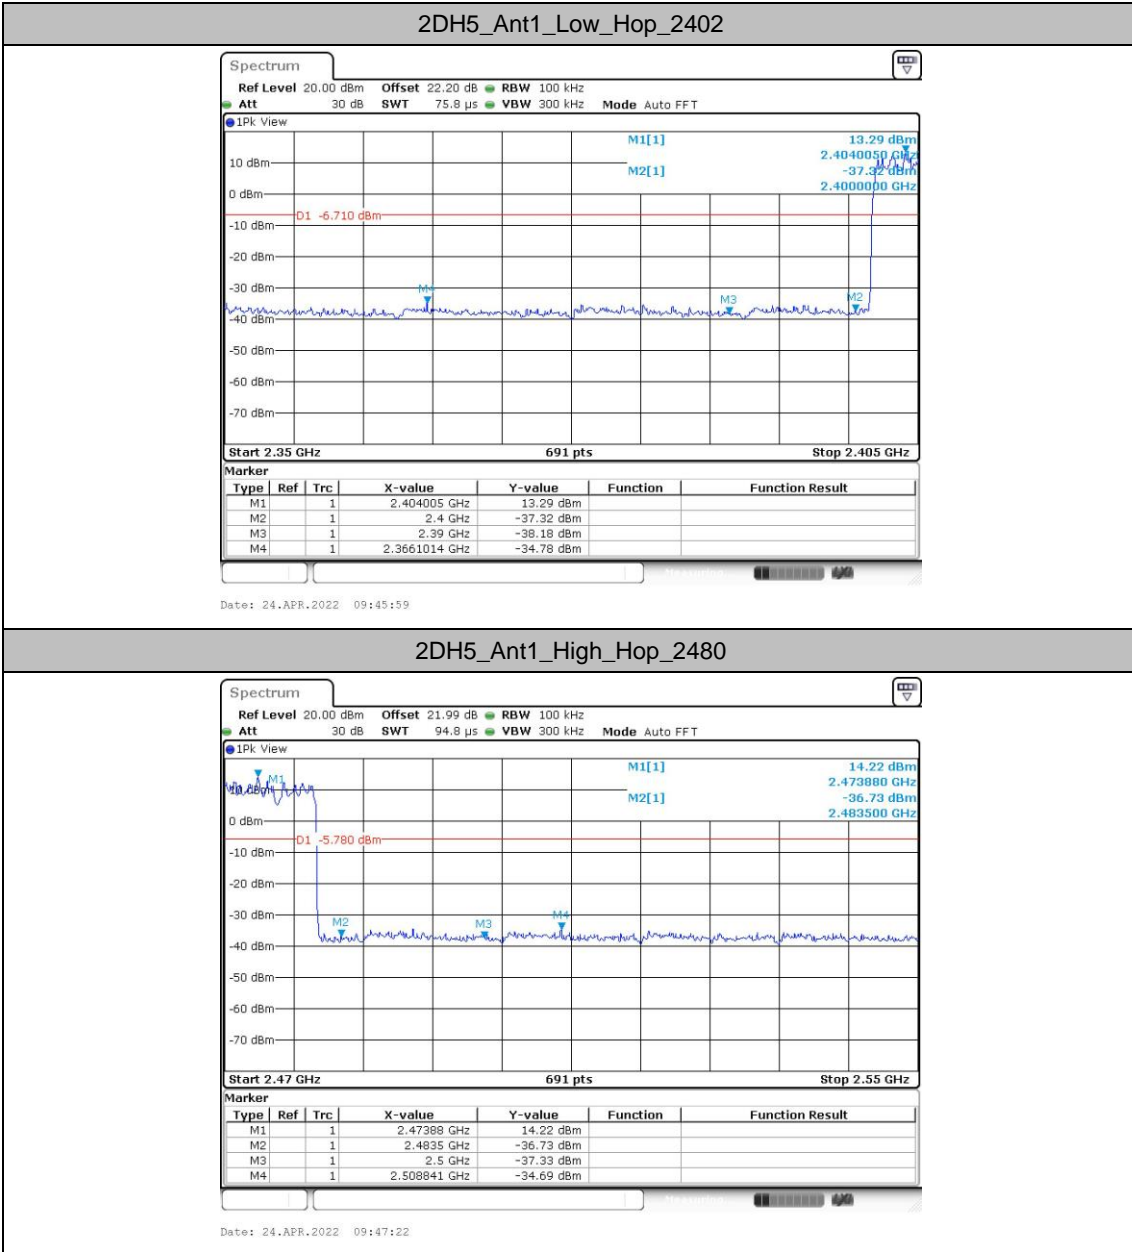 2DH5_Ant1_Low_Hop_2402
Spectrum
Ref Level 20.00 dBm Offset 22.20 dB RBW 100 kHz
Att 30 dB SWT 75.8 µs VBW 300 kHz Mode Auto FFT
1Pk View
M1[1] 13.29 dBm
2.4040050 GHz
10 dBm
M2[1] -37.32 dBm
2.4000000 GHz
0 dBm
D1 -6.710 dBm
-10 dBm
-20 dBm
-30 dBm
M4 M3 M2
-40 dBm
-50 dBm
-60 dBm
-70 dBm
Start 2.35 GHz 691 pts Stop 2.405 GHz
Marker
Type Ref Trc X-value Y-value Function Function Result
M1 1 2.404005 GHz 13.29 dBm
M2 1 2.4 GHz -37.32 dBm
M3 1 2.39 GHz -38.18 dBm
M4 1 2.3661014 GHz -34.78 dBm
Measuring...
Date: 24.APR.2022 09:45:59
2DH5_Ant1_High_Hop_2480
Spectrum
Ref Level 20.00 dBm Offset 21.99 dB RBW 100 kHz
Att 30 dB SWT 94.8 µs VBW 300 kHz Mode Auto FFT
1Pk View
M1[1] 14.22 dBm
M1 2.473880 GHz
10 dBm
M2[1] -36.73 dBm
2.483500 GHz
0 dBm
D1 -5.780 dBm
-10 dBm
-20 dBm
-30 dBm
M2 M3 M4
-40 dBm
-50 dBm
-60 dBm
-70 dBm
Start 2.47 GHz 691 pts Stop 2.55 GHz
Marker
Type Ref Trc X-value Y-value Function Function Result
M1 1 2.47388 GHz 14.22 dBm
M2 1 2.4835 GHz -36.73 dBm
M3 1 2.5 GHz -37.33 dBm
M4 1 2.508841 GHz -34.69 dBm
Measuring...
Date: 24.APR.2022 09:47:22